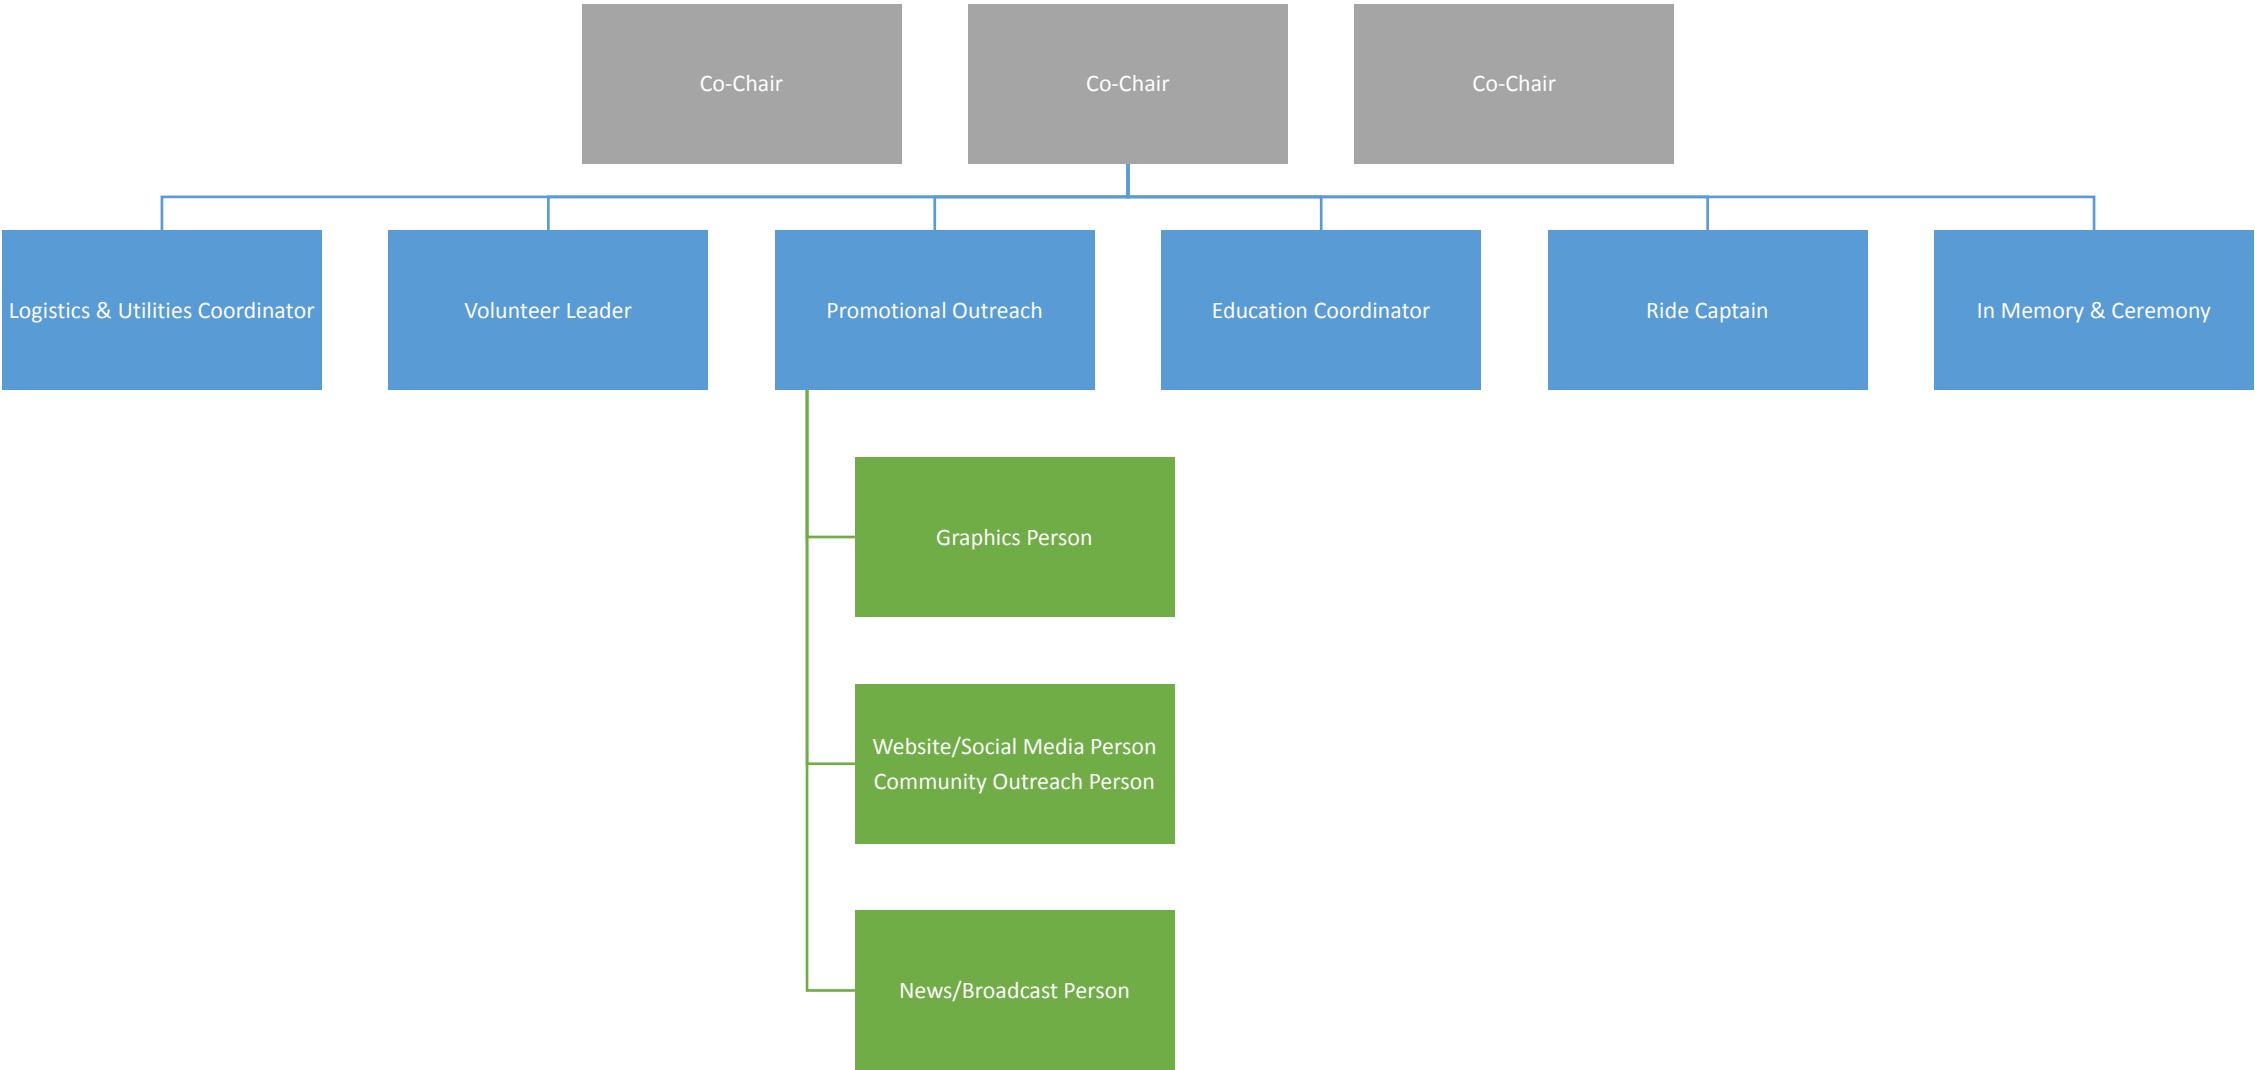 Co-Chair
Co-Chair
Co-Chair
Logistics & Utilities Coordinator
Volunteer Leader
Promotional Outreach
Education Coordinator
Ride Captain
In Memory & Ceremony
Graphics Person
Website/Social Media Person
Community Outreach Person
News/Broadcast Person